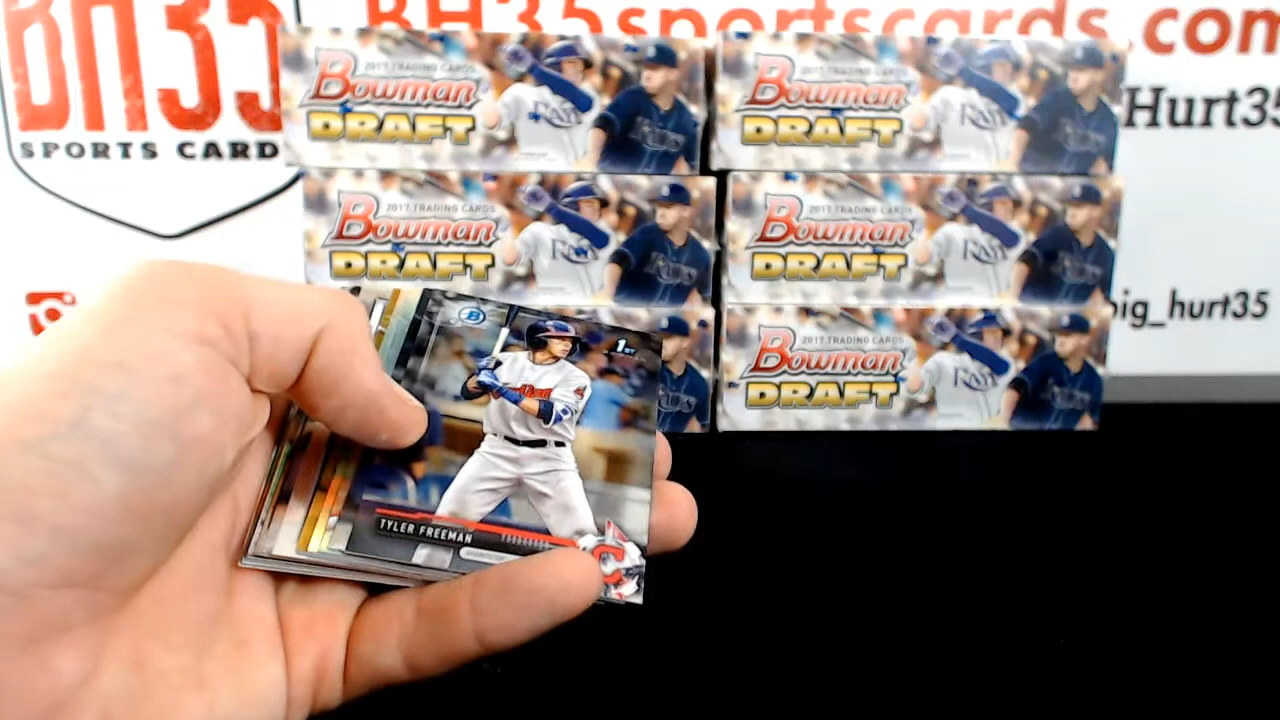 BH35
SPORTS CARD
BH35sportscards.com
Hurt35
big_hurt35
2017 TRADING CARDS
Bowman
DRAFT
2017 TRADING CARDS
Bowman
DRAFT
2017 TRADING CARDS
Bowman
DRAFT
2017 TRADING CARDS
Bowman
DRAFT
2017 TRADING CARDS
Bowman
DRAFT
B
1ST
TYLER FREEMAN
C